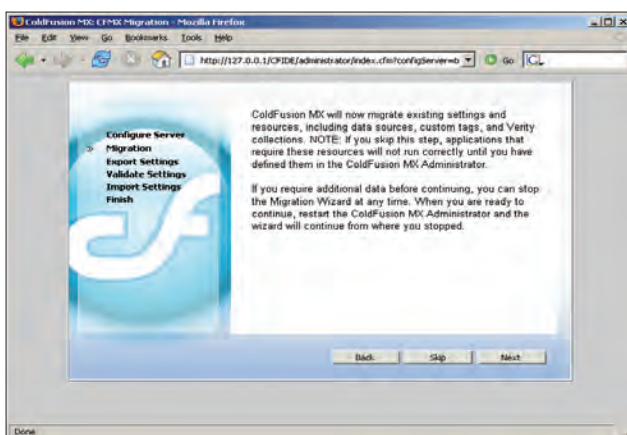 ColdFusion MX: CFMX Migration - Mozilla Firefox
File Edit View Go Bookmarks Tools Help
http://127.0.0.1/CFIDE/administrator/index.cfm?configServer=b
Go
Configure Server
» Migration
Export Settings
Validate Settings
Import Settings
Finish
ColdFusion MX will now migrate existing settings and
resources, including data sources, custom tags, and Verity
collections. NOTE: If you skip this step, applications that
require these resources will not run correctly until you have
defined them in the ColdFusion MX Administrator.
If you require additional data before continuing, you can stop
the Migration Wizard at any time. When you are ready to
continue, restart the ColdFusion MX Administrator and the
wizard will continue from where you stopped.
Back Skip Next
Done